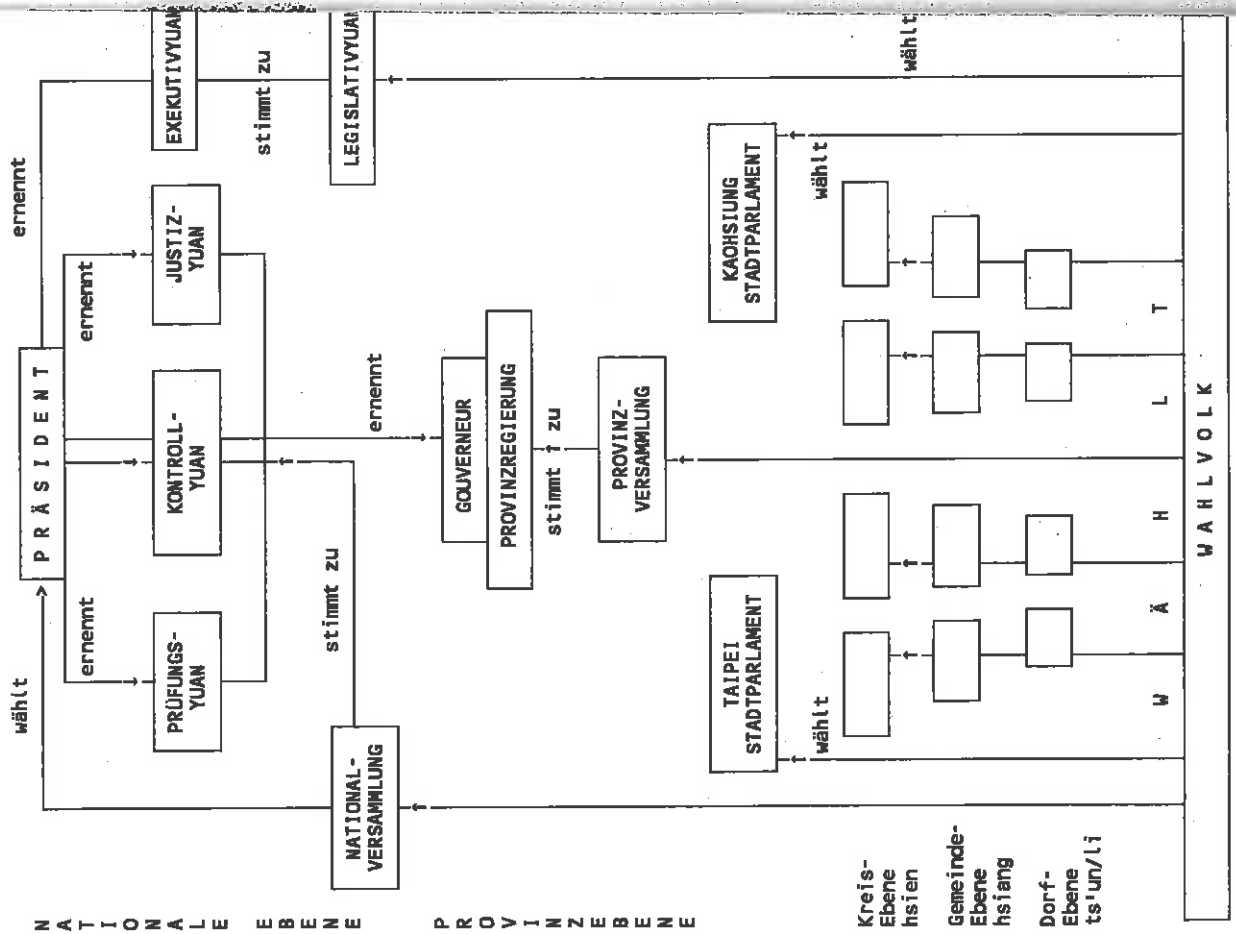 wählt
ernennt
PRÄSIDENT
ernennt
ernennt
PRÜFUNGS-
YUAN
KONTROLL-
YUAN
JUSTIZ-
YUAN
EXEKUTIVYUAN
stimmt zu
stimmt zu
NATIONAL-
VERSAMMLUNG
LEGISLATIVYUAN
ernennt
GOUVERNEUR
PROVINZREGIERUNG
stimmt zu
PROVINZ-
VERSAMMLUNG
TAIPEI
STADTPARLAMENT
KAOHSIUNG
STADTPARLAMENT
wählt
wählt
wählt
NATIONALE EBENE
PROVINZEBENE
Kreis-
Ebene
hsien
Gemeinde-
Ebene
hsiang
Dorf-
Ebene
ts'un/li
WÄHLT
WAHLVOLK